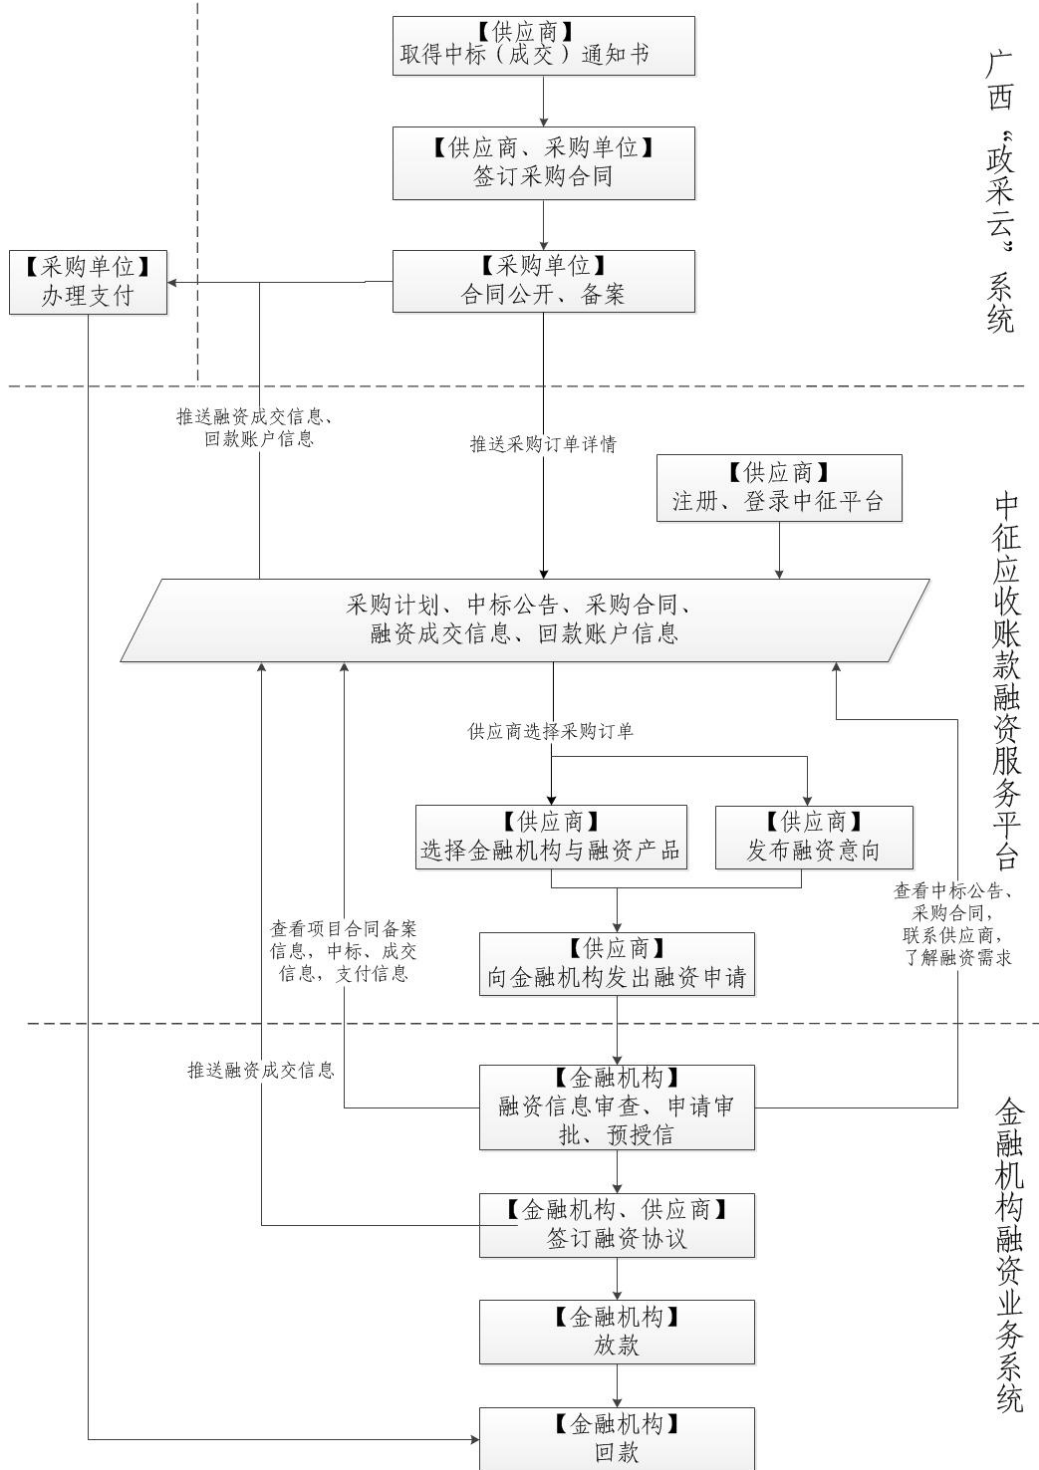 【供应商】
取得中标（成交）通知书
【供应商、采购单位】
签订采购合同
【采购单位】
办理支付
【采购单位】
合同公开、备案
广西“政采云”系统
推送融资成交信息、
回款账户信息
推送采购订单详情
【供应商】
注册、登录中征平台
采购计划、中标公告、采购合同、
融资成交信息、回款账户信息
中征应收账款融资服务平台
供应商选择采购订单
【供应商】
选择金融机构与融资产品
【供应商】
发布融资意向
查看项目合同备案
信息，中标、成交
信息，支付信息
【供应商】
向金融机构发出融资申请
查看中标公告、
采购合同，
联系供应商，
了解融资需求
推送融资成交信息
【金融机构】
融资信息审查、申请审
批、预授信
【金融机构、供应商】
签订融资协议
【金融机构】
放款
【金融机构】
回款
金融机构融资业务系统